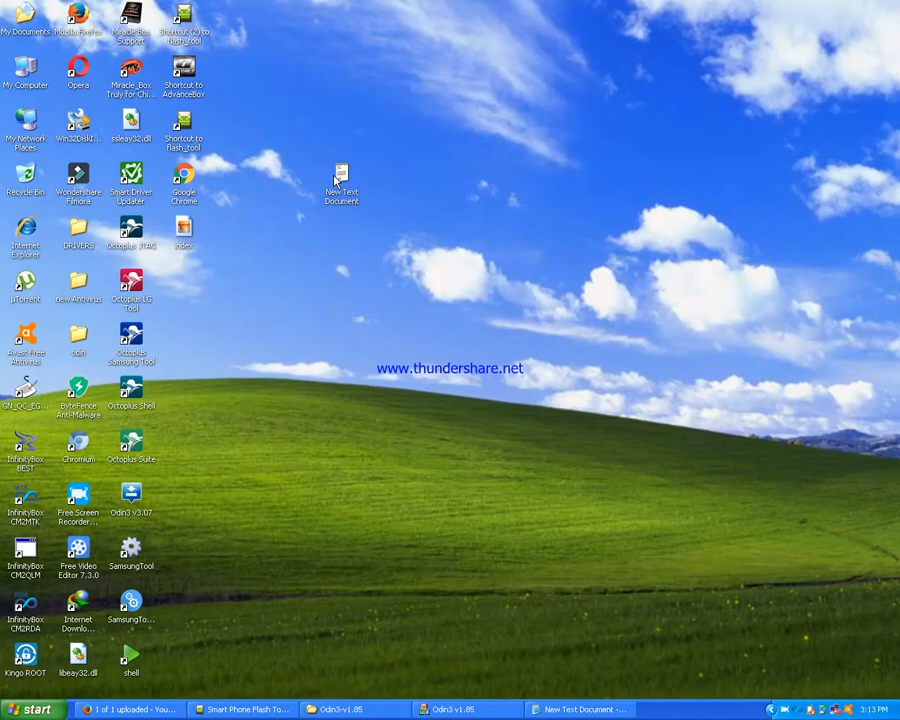 My Documents
Mozilla Firefox
Miracle Box
Support
Shortcut (2) to
flash_tool
My Computer
Opera
Miracle_Box
Truly for Chi...
Shortcut to
AdvanceBox
My Network
Places
Win32DiskI...
ssleay32.dll
Shortcut to
flash_tool
Recycle Bin
Wondershare
Filmora
Smart Driver
Updater
Google
Chrome
New Text
Document
Internet
Explorer
DRIVERS
Octoplus JTAG
index
µTorrent
new Antivirus
Octoplus LG
Tool
Avast Free
Antivirus
odin
Octoplus
Samsung Tool
www.thundershare.net
GN_QC_EG...
ByteFence
Anti-Malware
Octoplus Shell
InfinityBox
BEST
Chromium
Octoplus Suite
InfinityBox
CM2MTK
Free Screen
Recorder...
Odin3 v3.07
InfinityBox
CM2QLM
Free Video
Editor 7.3.0
SamsungTool
InfinityBox
CM2RDA
Internet
Downlo...
SamsungTo...
Kingo ROOT
libeay32.dll
shell
start
1 of 1 uploaded - You...
Smart Phone Flash To...
Odin3-v1.85
Odin3 v1.85
New Text Document -...
3:13 PM